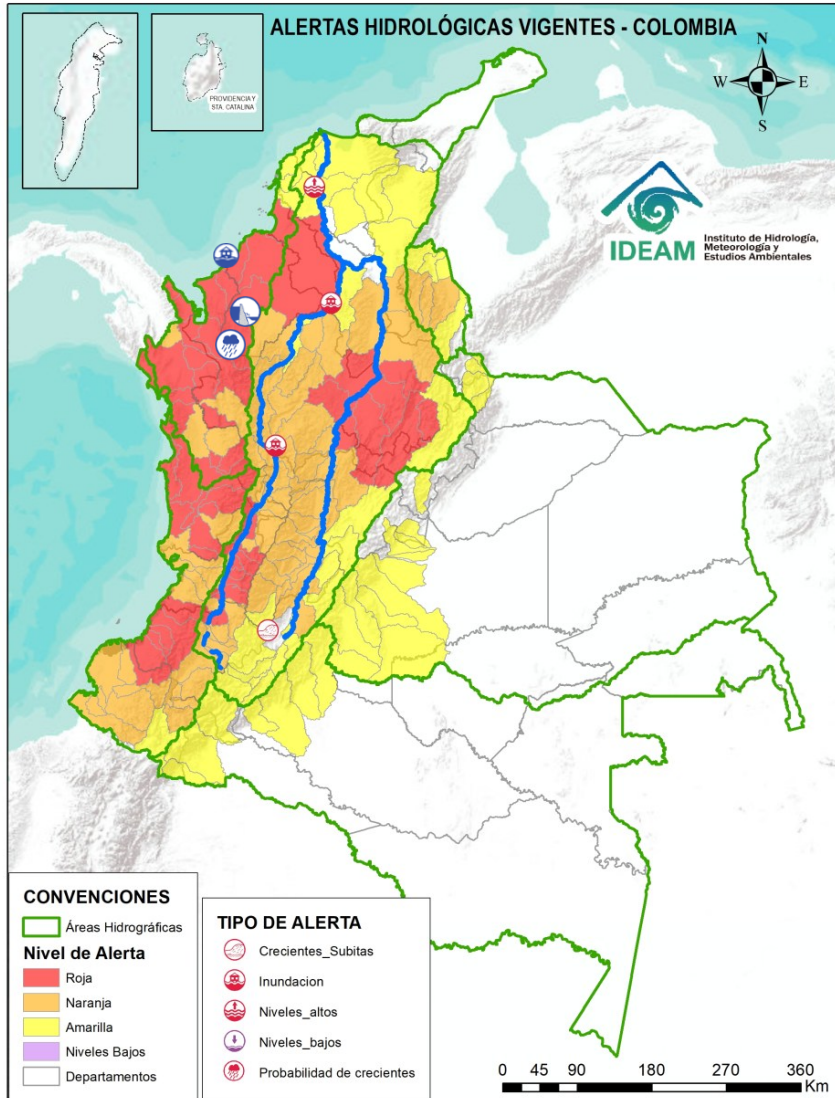 ALERTAS HIDROLÓGICAS VIGENTES - COLOMBIA
PROVIDENCIA Y
STA. CATALINA
N
W
E
S
IDEAM
Instituto de Hidrología,
Meteorología y
Estudios Ambientales
CONVENCIONES
Áreas Hidrográficas
Nivel de Alerta
Roja
Naranja
Amarilla
Niveles Bajos
Departamentos
TIPO DE ALERTA
Crecientes_Subitas
Inundacion
Niveles_altos
Niveles_bajos
Probabilidad de crecientes
0 45 90 180 270 360
Km